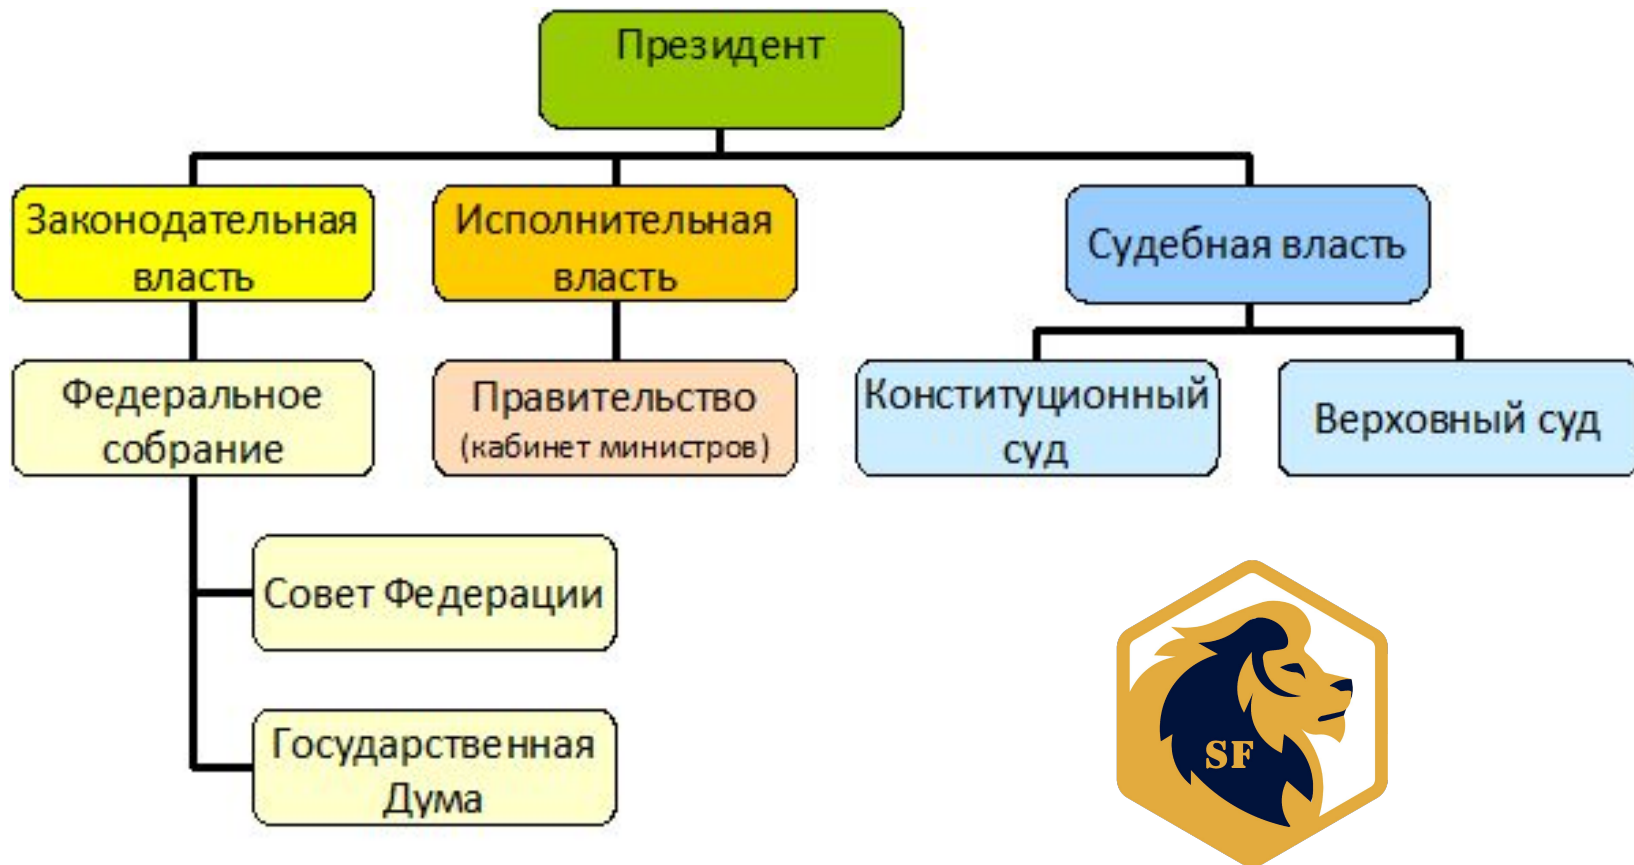 Президент
Законодательная
власть
Исполнительная
власть
Судебная власть
Федеральное
собрание
Правительство
(кабинет министров)
Конституционный
суд
Верховный суд
Совет Федерации
Государственная
Дума
SF